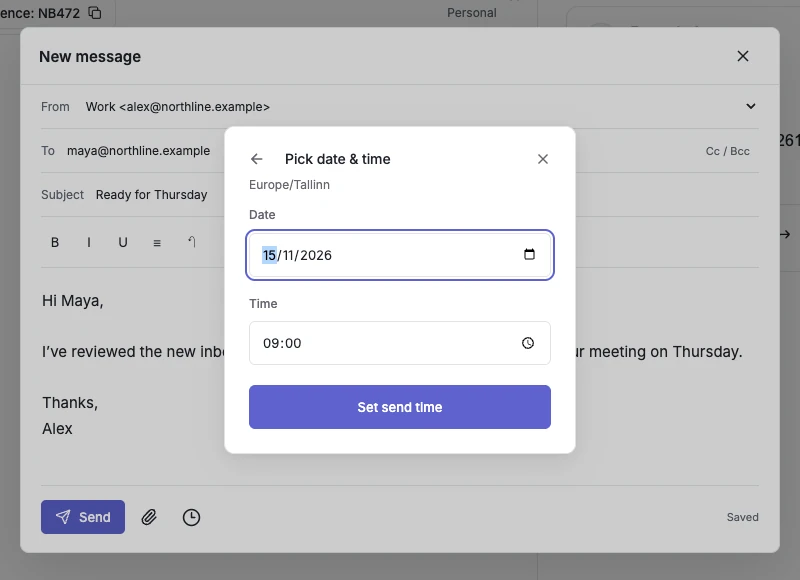 ence: NB472
Personal
New message
From Work <alex@northline.example>
To maya@northline.example Cc / Bcc
Subject Ready for Thursday
B I U
Hi Maya,
I’ve reviewed the new inb
ur meeting on Thursday.
Thanks,
Alex
Send
Saved
Pick date & time
Europe/Tallinn
Date
15/11/2026
Time
09:00
Set send time
261